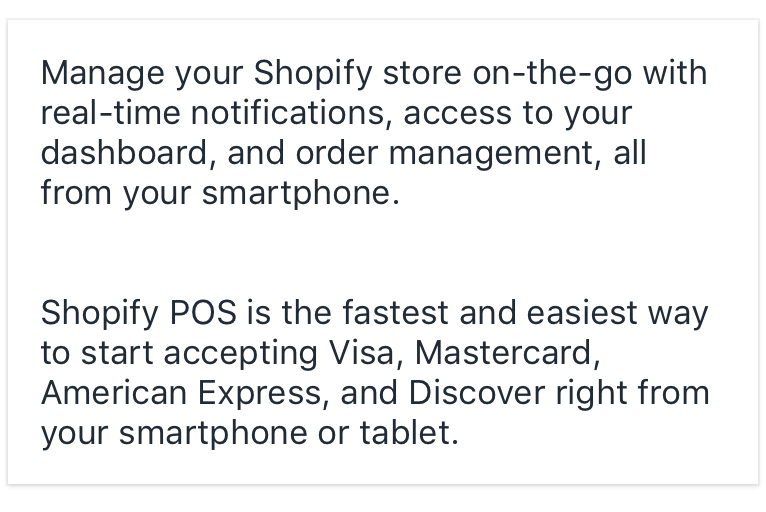 Manage your Shopify store on-the-go with
real-time notifications, access to your
dashboard, and order management, all
from your smartphone.
Shopify POS is the fastest and easiest way
to start accepting Visa, Mastercard,
American Express, and Discover right from
your smartphone or tablet.